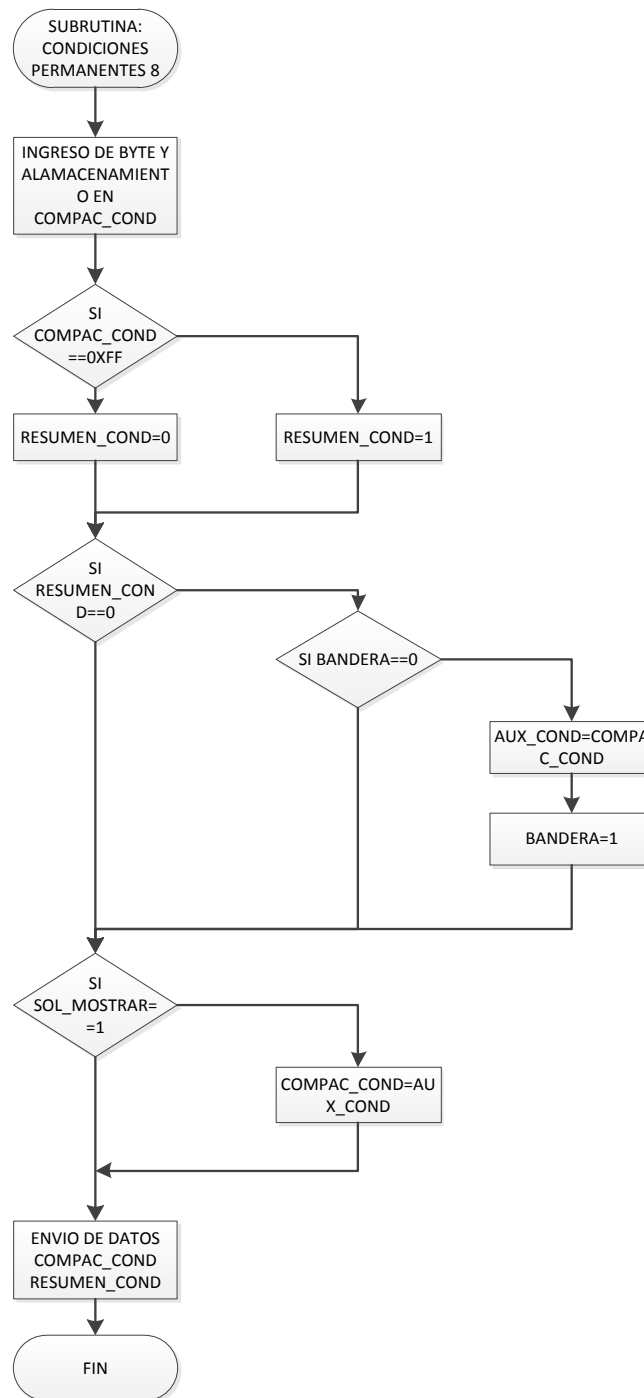 SUBRUTINA:
CONDICIONES
PERMANENTES 8
INGRESO DE BYTE Y
ALAMACENAMIENT
O EN
COMPAC_COND
SI
COMPAC_COND
==0XFF
RESUMEN_COND=0
RESUMEN_COND=1
SI
RESUMEN_CON
D==0
SI BANDERA==0
AUX_COND=COMPA
C_COND
BANDERA=1
SI
SOL_MOSTRAR=
=1
COMPAC_COND=AU
X_COND
ENVIO DE DATOS
COMPAC_COND
RESUMEN_COND
FIN